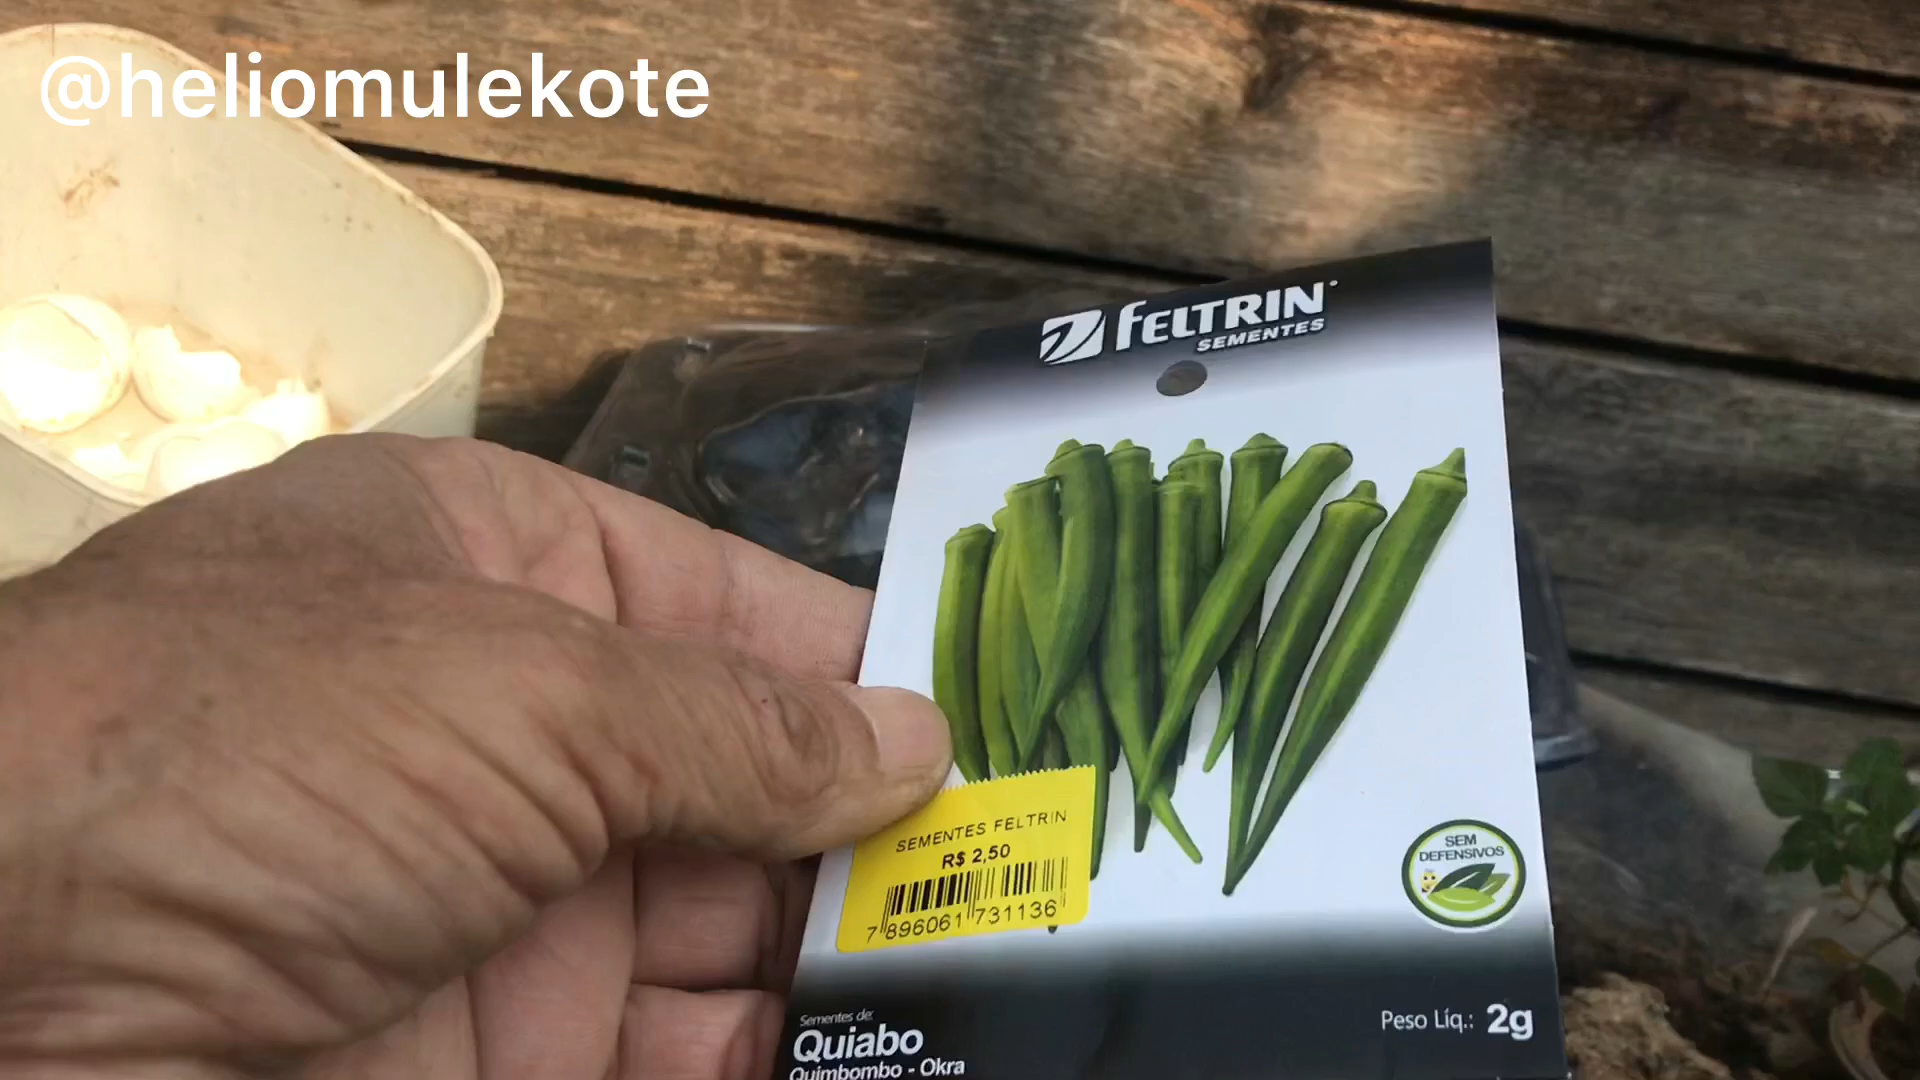 @heliomulekote
FELTRIN
SEMENTES
SEMENTES FELTRIN
R$ 2,50
7 896061 731136
SEM
DEFENSIVOS
Sementes de:
Quiabo
Quimbombo - Okra
Peso Líq.: 2g